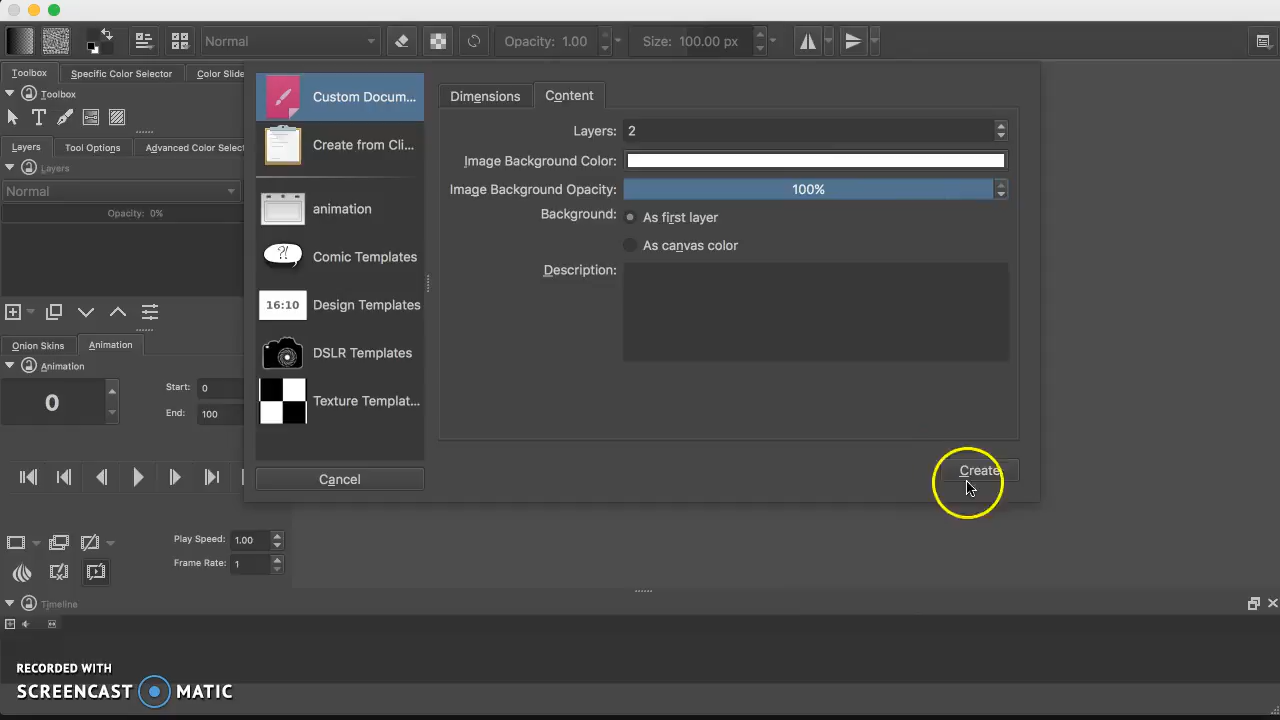 Normal
Opacity: 1.00
Size: 100.00 px
Toolbox
Specific Color Selector
Color Slide
Toolbox
Layers
Tool Options
Advanced Color Select
Layers
Normal
Opacity: 0%
Onion Skins
Animation
Animation
0
Start: 0
End: 100
Custom Docum...
Create from Cli...
animation
?!
Comic Templates
16:10
Design Templates
DSLR Templates
Texture Templat...
Cancel
Dimensions
Content
Layers: 2
Image Background Color:
Image Background Opacity: 100%
Background: As first layer
As canvas color
Description:
Create
Play Speed: 1.00
Frame Rate: 1
Timeline
RECORDED WITH
SCREENCAST MATIC